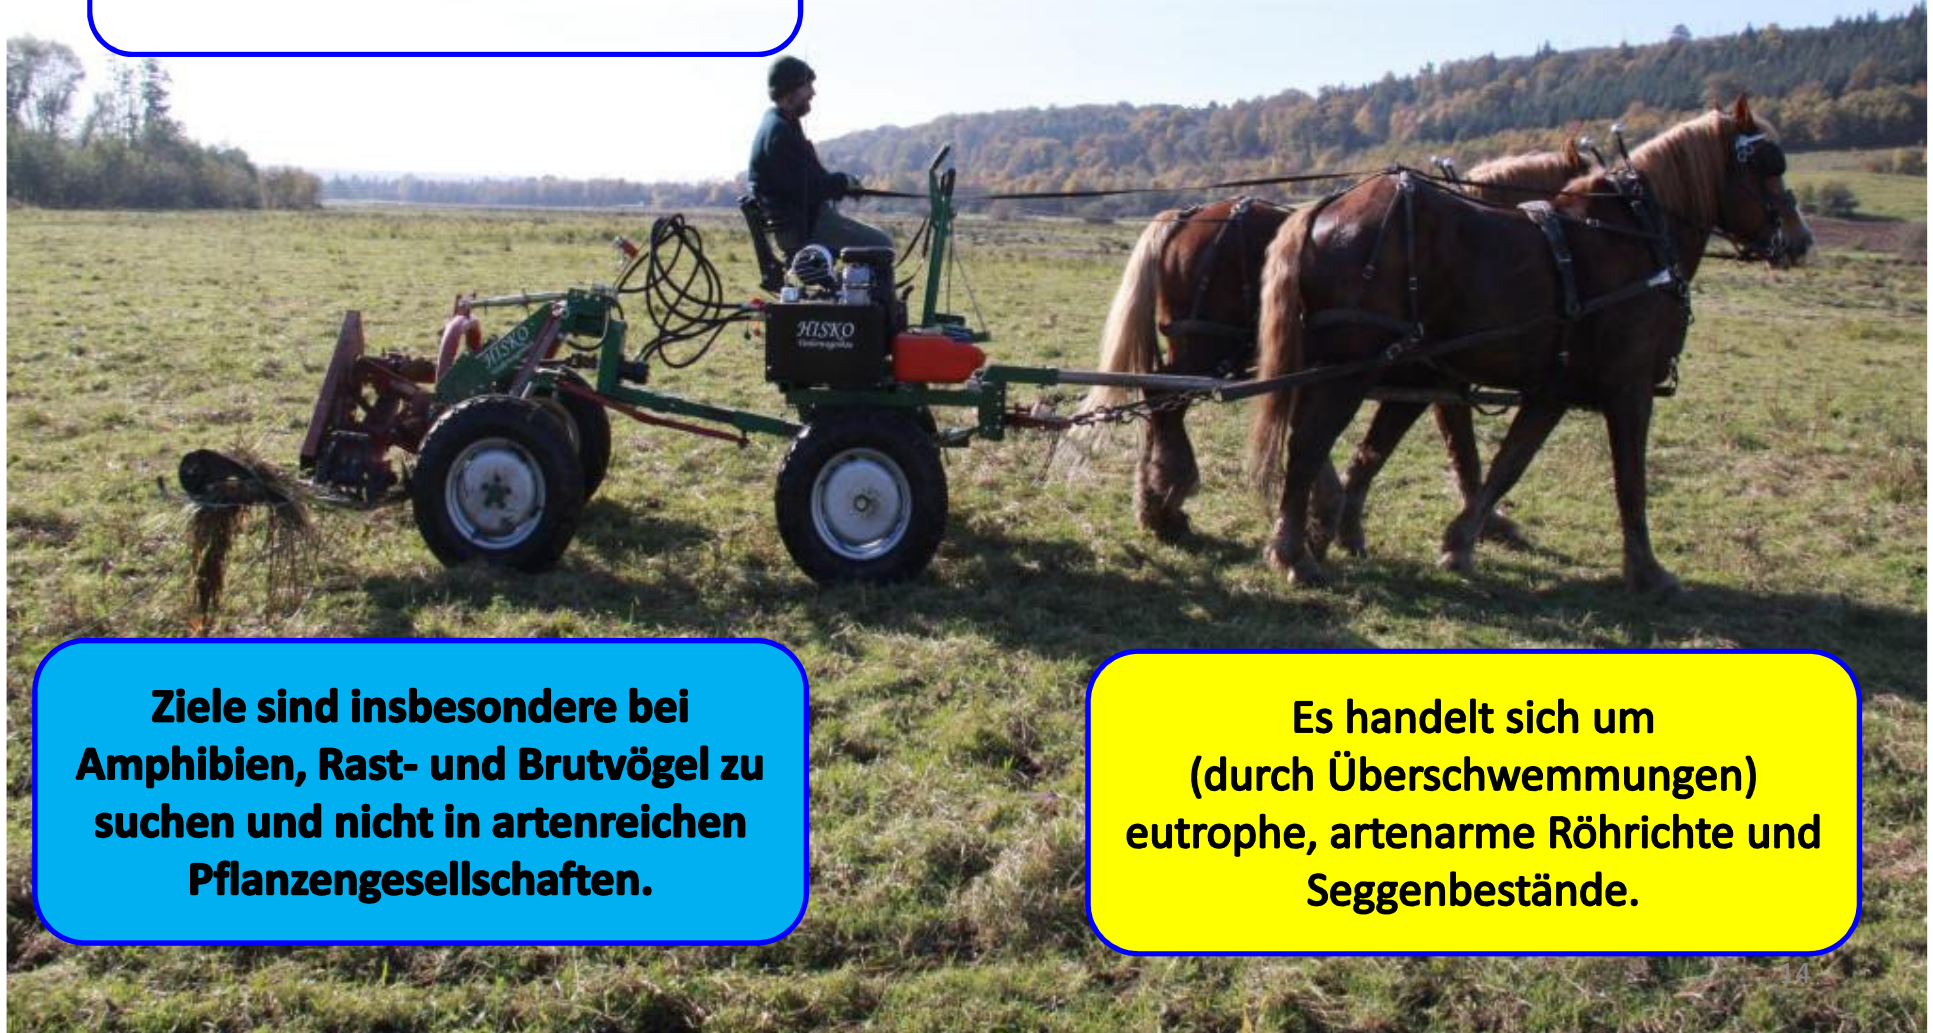 HISKO
HISKO
Ziele sind insbesondere bei
Amphibien, Rast- und Brutvögel zu
suchen und nicht in artenreichen
Pflanzengesellschaften.
Es handelt sich um
(durch Überschwemmungen)
eutrophe, artenarme Röhrichte und
Seggenbestände.
14